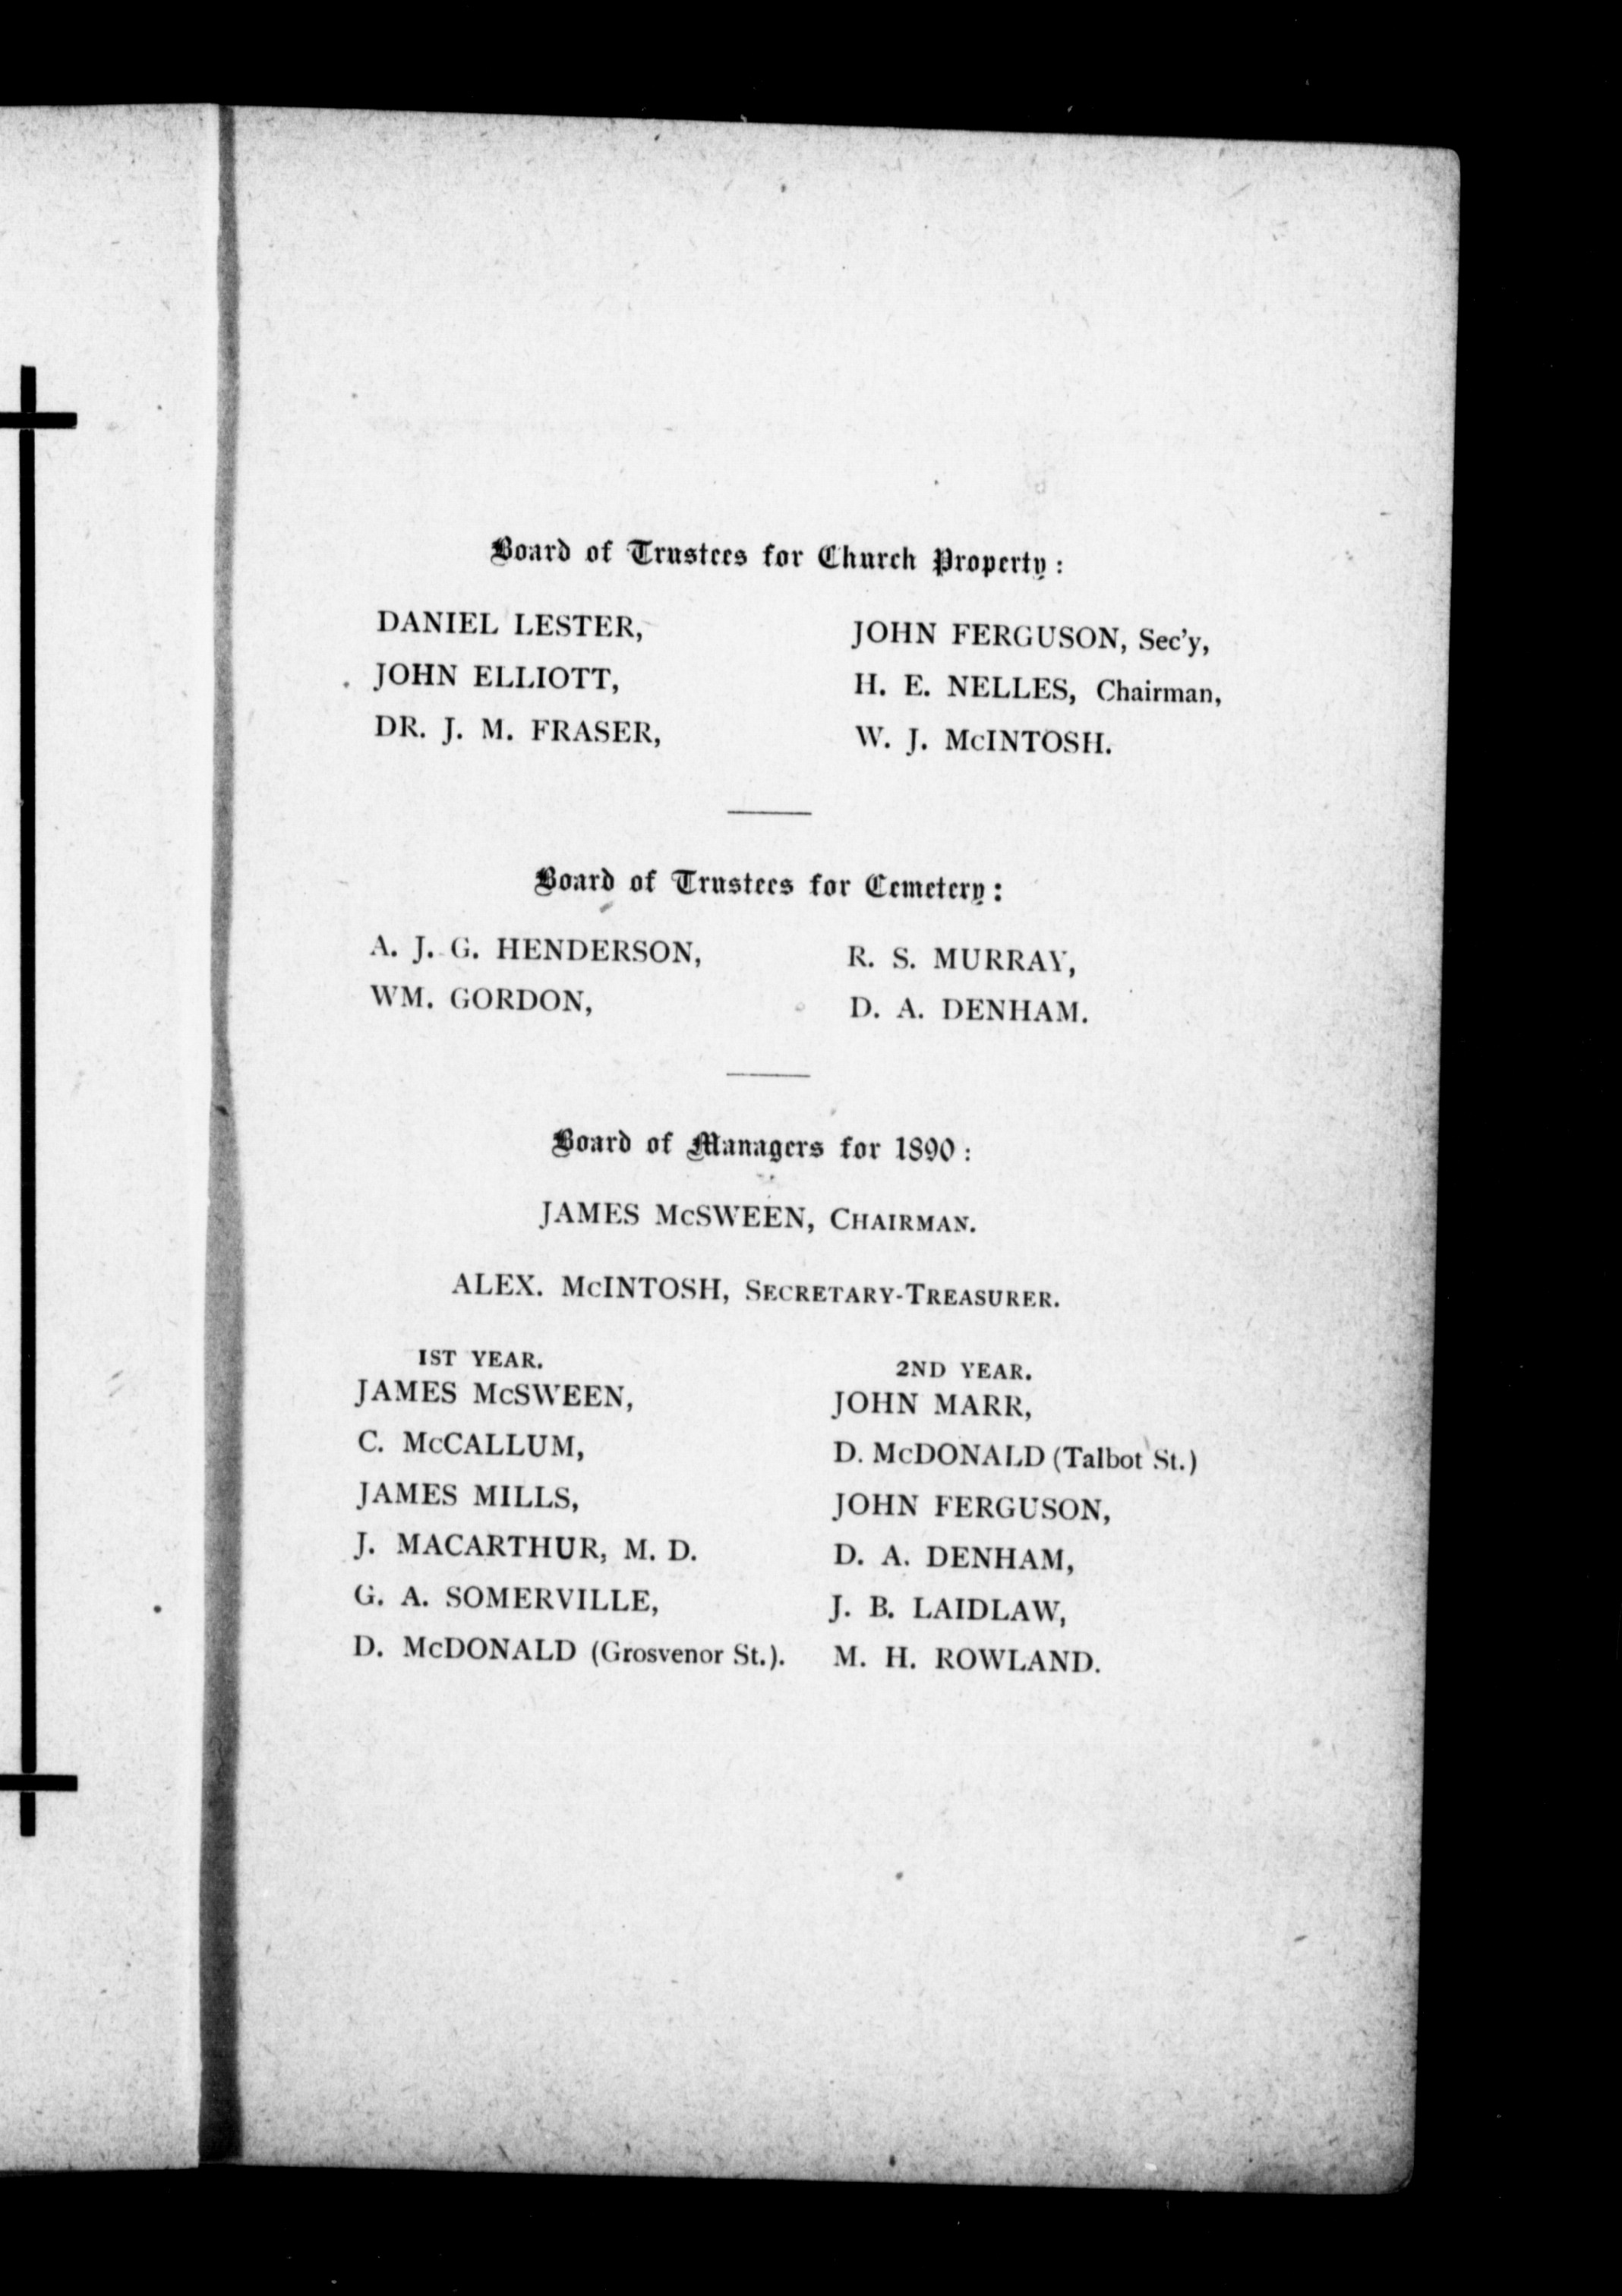 Board of Trustees for Church Property:
DANIEL LESTER,
JOHN ELLIOTT,
DR. J. M. FRASER,
JOHN FERGUSON, Sec'y,
H. E. NELLES, Chairman,
W. J. McINTOSH.
Board of Trustees for Cemetery:
A. J. G. HENDERSON,
WM. GORDON,
R. S. MURRAY,
D. A. DENHAM.
Board of Managers for 1890:
JAMES McSWEEN, CHAIRMAN.
ALEX. McINTOSH, SECRETARY-TREASURER.
1ST YEAR.
JAMES McSWEEN,
C. McCALLUM,
JAMES MILLS,
J. MACARTHUR, M. D.
G. A. SOMERVILLE,
D. McDONALD (Grosvenor St.).
2ND YEAR.
JOHN MARR,
D. McDONALD (Talbot St.)
JOHN FERGUSON,
D. A. DENHAM,
J. B. LAIDLAW,
M. H. ROWLAND.